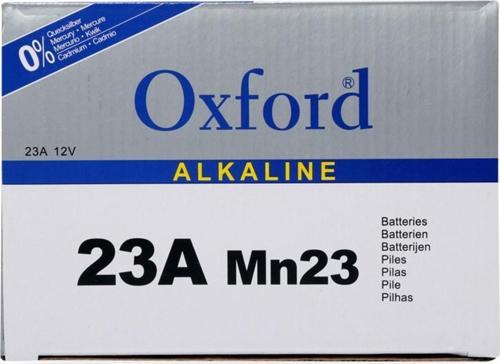 0%
Quecksilber
Mercury • Mercure
Mercurio • Kwik
Cadmium • Cadmio
Oxford®
23A 12V
ALKALINE
23A Mn23
Batteries
Batterien
Batterijen
Piles
Pilas
Pile
Pilhas